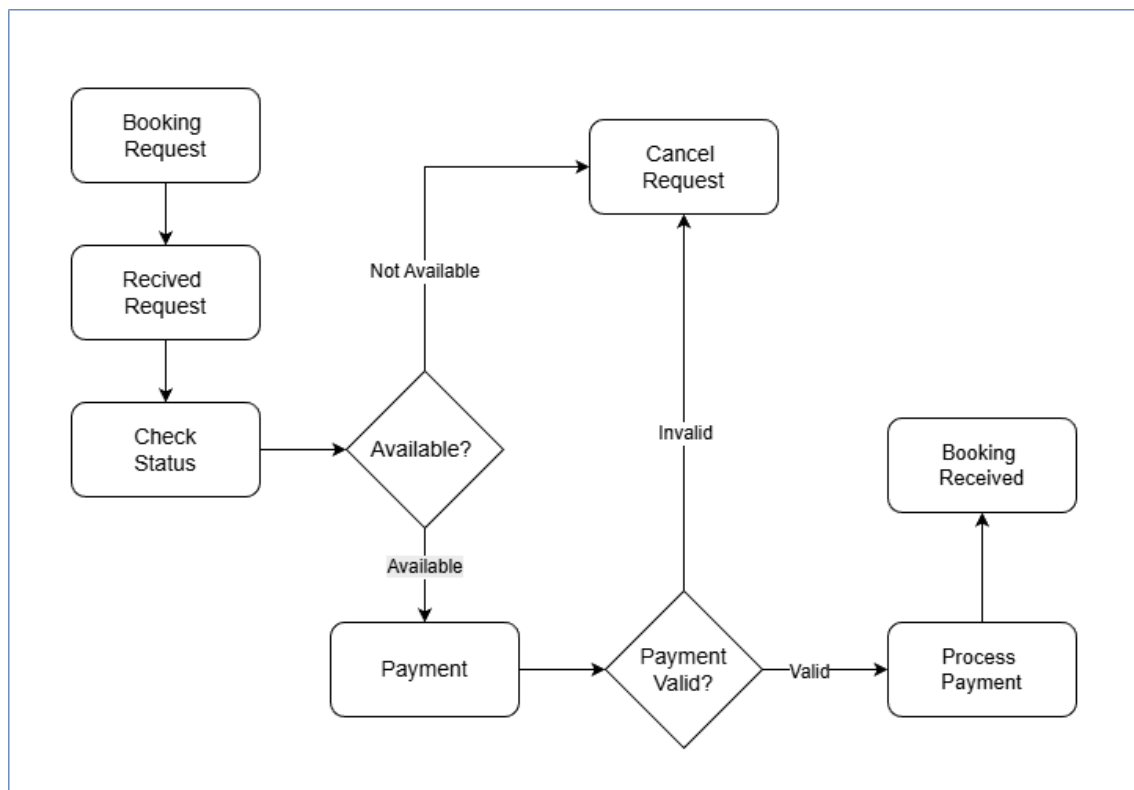 Booking
Request
Recived
Request
Check
Status
Available?
Not Available
Cancel
Request
Available
Payment
Payment
Valid?
Invalid
Valid
Process
Payment
Booking
Received